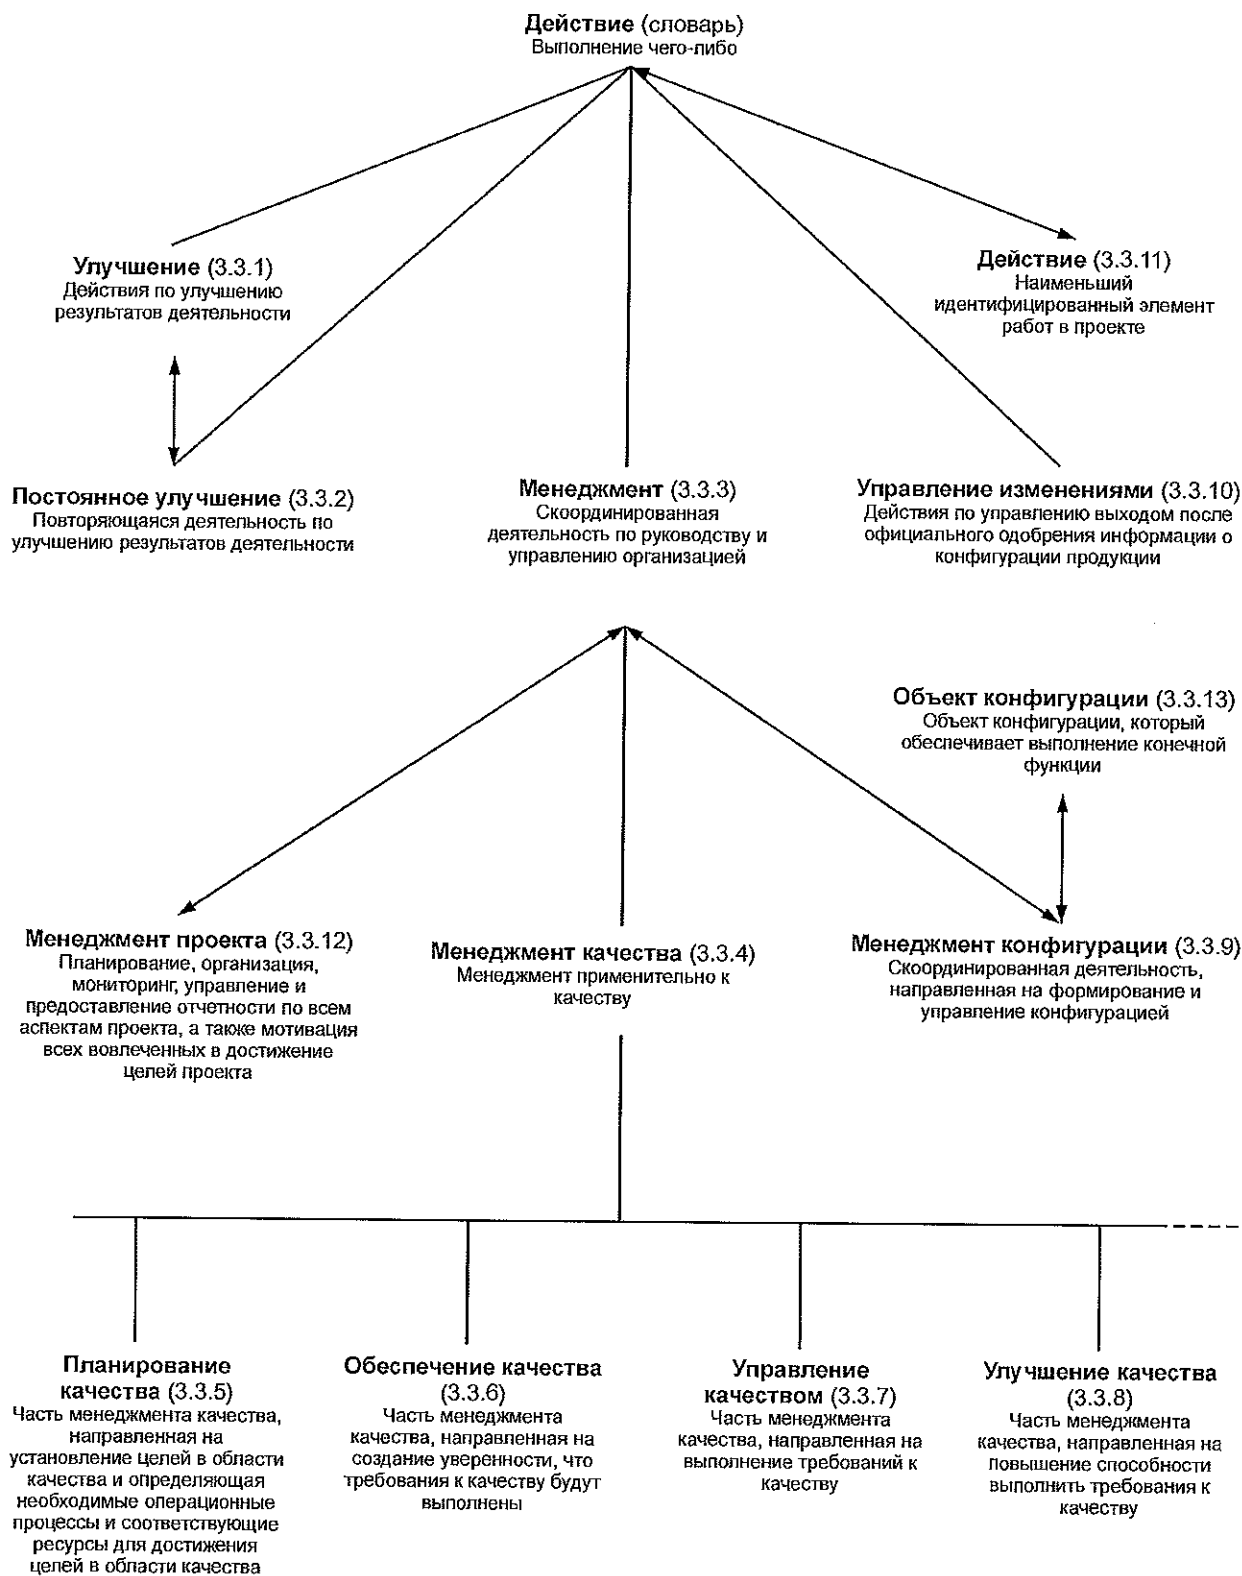 Действие (словарь)
Выполнение чего-либо
Улучшение (3.3.1)
Действия по улучшению
результатов деятельности
Действие (3.3.11)
Наименьший
идентифицированный элемент
работ в проекте
Постоянное улучшение (3.3.2)
Повторяющаяся деятельность по
улучшению результатов деятельности
Менеджмент (3.3.3)
Скоординированная
деятельность по руководству и
управлению организацией
Управление изменениями (3.3.10)
Действия по управлению выходом после
официального одобрения информации о
конфигурации продукции
Объект конфигурации (3.3.13)
Объект конфигурации, который
обеспечивает выполнение конечной
функции
Менеджмент проекта (3.3.12)
Планирование, организация,
мониторинг, управление и
предоставление отчетности по всем
аспектам проекта, а также мотивация
всех вовлеченных в достижение
целей проекта
Менеджмент качества (3.3.4)
Менеджмент применительно к
качеству
Менеджмент конфигурации (3.3.9)
Скоординированная деятельность,
направленная на формирование и
управление конфигурацией
Планирование
качества (3.3.5)
Часть менеджмента качества,
направленная на
установление целей в области
качества и определяющая
необходимые операционные
процессы и соответствующие
ресурсы для достижения
целей в области качества
Обеспечение качества
(3.3.6)
Часть менеджмента
качества, направленная на
создание уверенности, что
требования к качеству будут
выполнены
Управление
качеством (3.3.7)
Часть менеджмента
качества, направленная на
выполнение требований к
качеству
Улучшение качества
(3.3.8)
Часть менеджмента
качества, направленная на
повышение способности
выполнить требования к
качеству